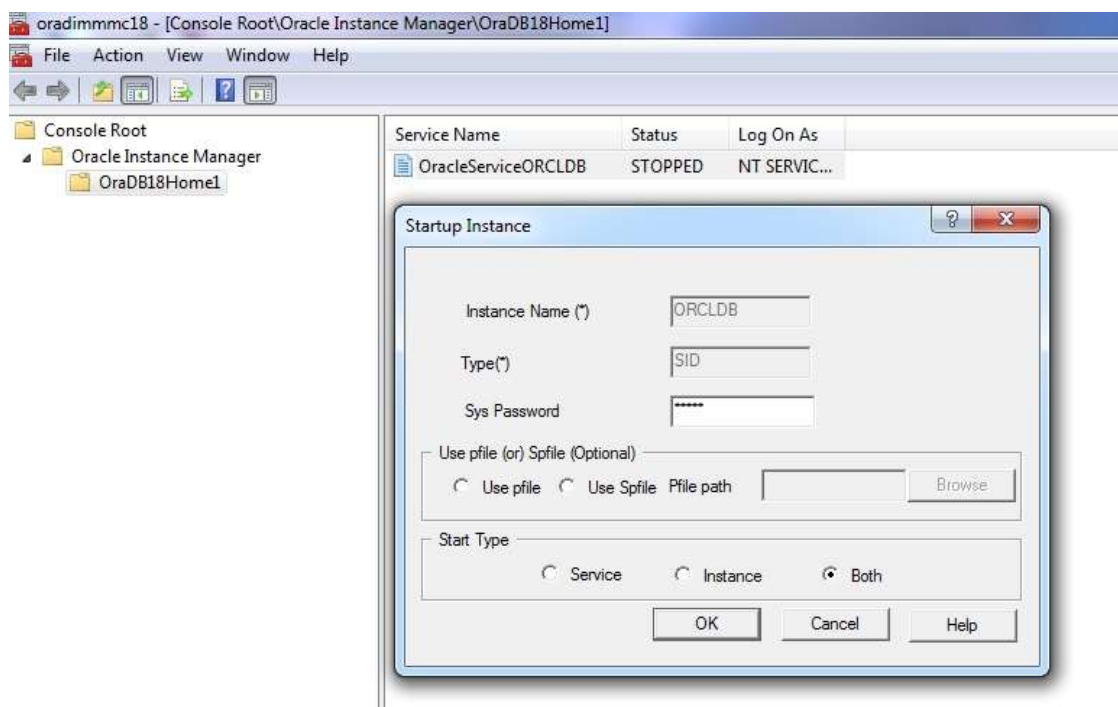 oradimmmc18 - [Console Root\Oracle Instance Manager\OraDB18Home1]
File Action View Window Help
Console Root
Oracle Instance Manager
OraDB18Home1
Service Name Status Log On As
OracleServiceORCLDB STOPPED NT SERVIC...
Startup Instance
Instance Name (*) ORCLDB
Type(*) SID
Sys Password *****
Use pfile (or) Spfile (Optional)
Use pfile Use Spfile Pfile path Browse
Start Type
Service Instance Both
OK Cancel Help